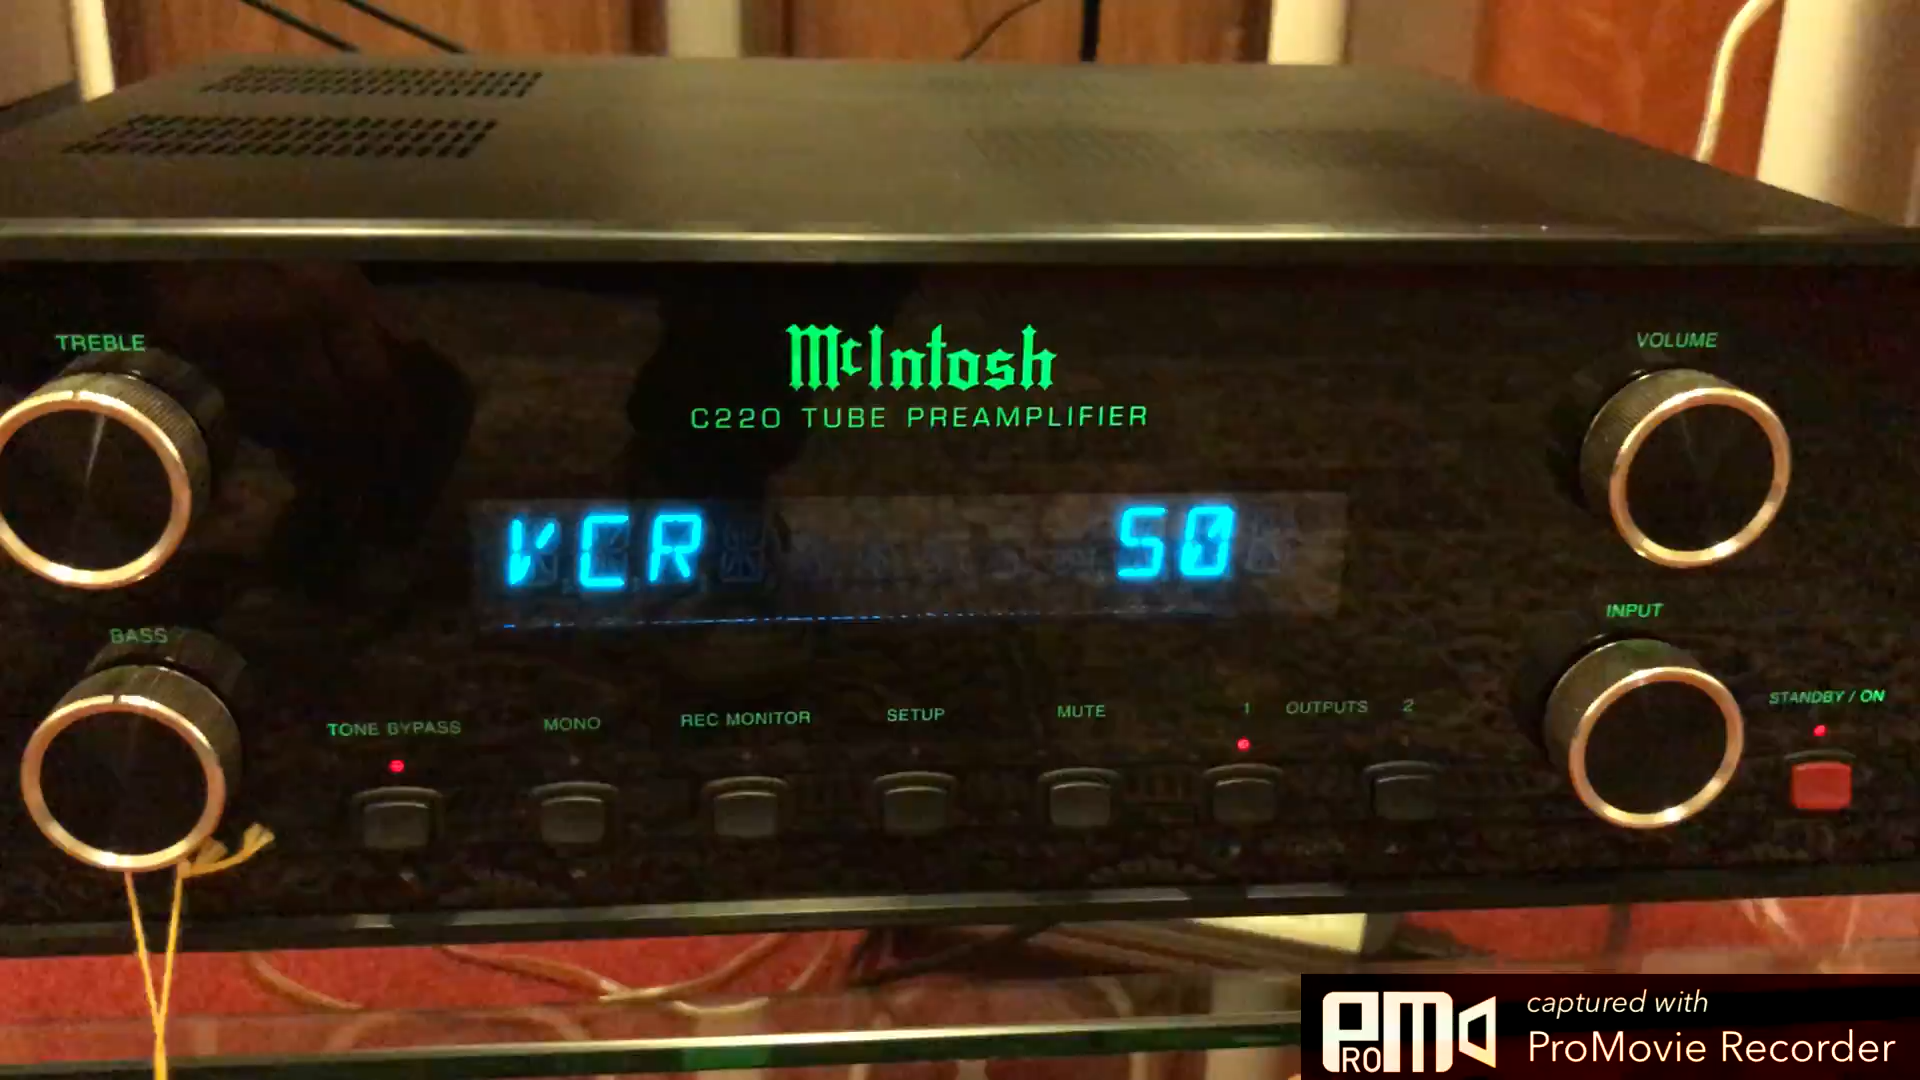 TREBLE
McIntosh
VOLUME
C220 TUBE PREAMPLIFIER
VCR 50
BASS
INPUT
TONE BYPASS MONO REC MONITOR SETUP MUTE 1 OUTPUTS 2 STANDBY / ON
PRO M
captured with
ProMovie Recorder